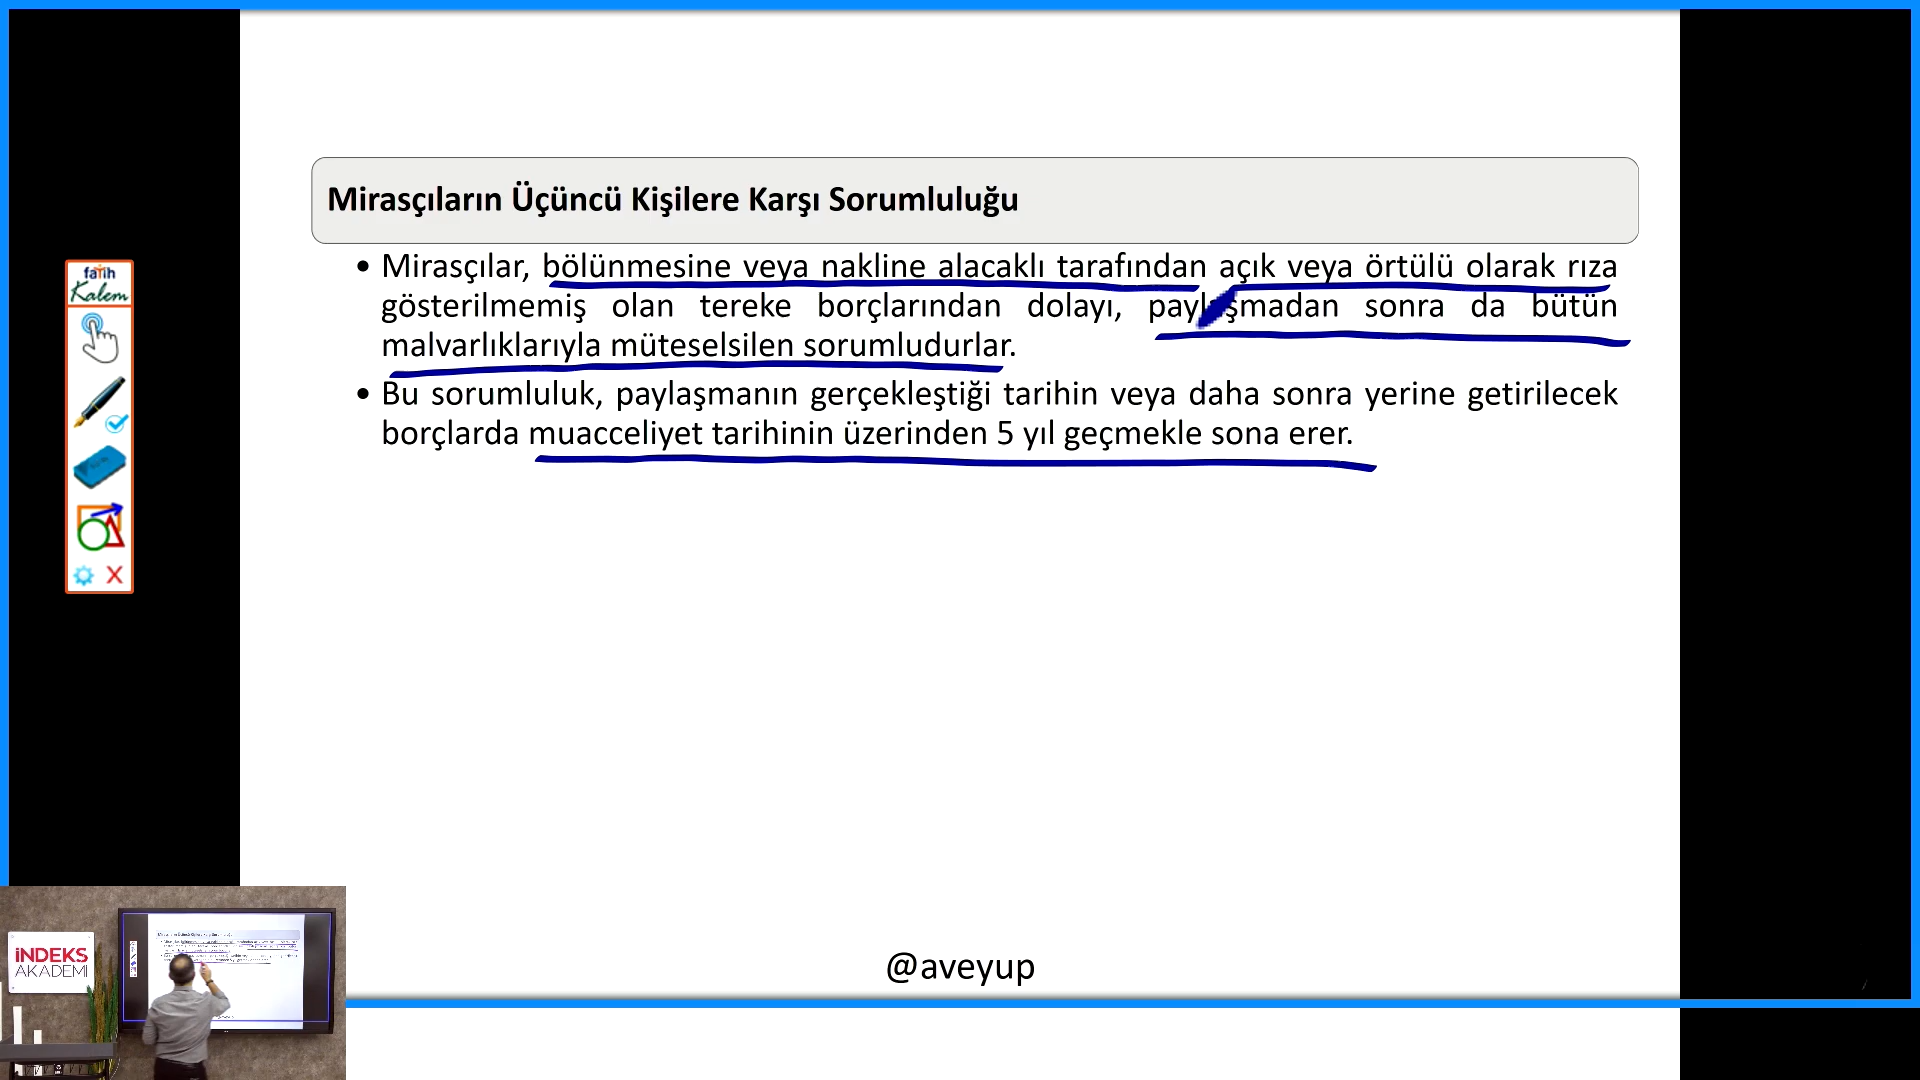 Mirasçıların Üçüncü Kişilere Karşı Sorumluluğu
• Mirasçılar, bölünmesine veya nakline alacaklı tarafından açık veya örtülü olarak rıza
gösterilmemiş olan tereke borçlarından dolayı, paylaşmadan sonra da bütün
malvarlıklarıyla müteselsilen sorumludurlar.
• Bu sorumluluk, paylaşmanın gerçekleştiği tarihin veya daha sonra yerine getirilecek
borçlarda muacceliyet tarihinin üzerinden 5 yıl geçmekle sona erer.
fatih
Kalem
İNDEKS
AKADEMİ
@aveyup